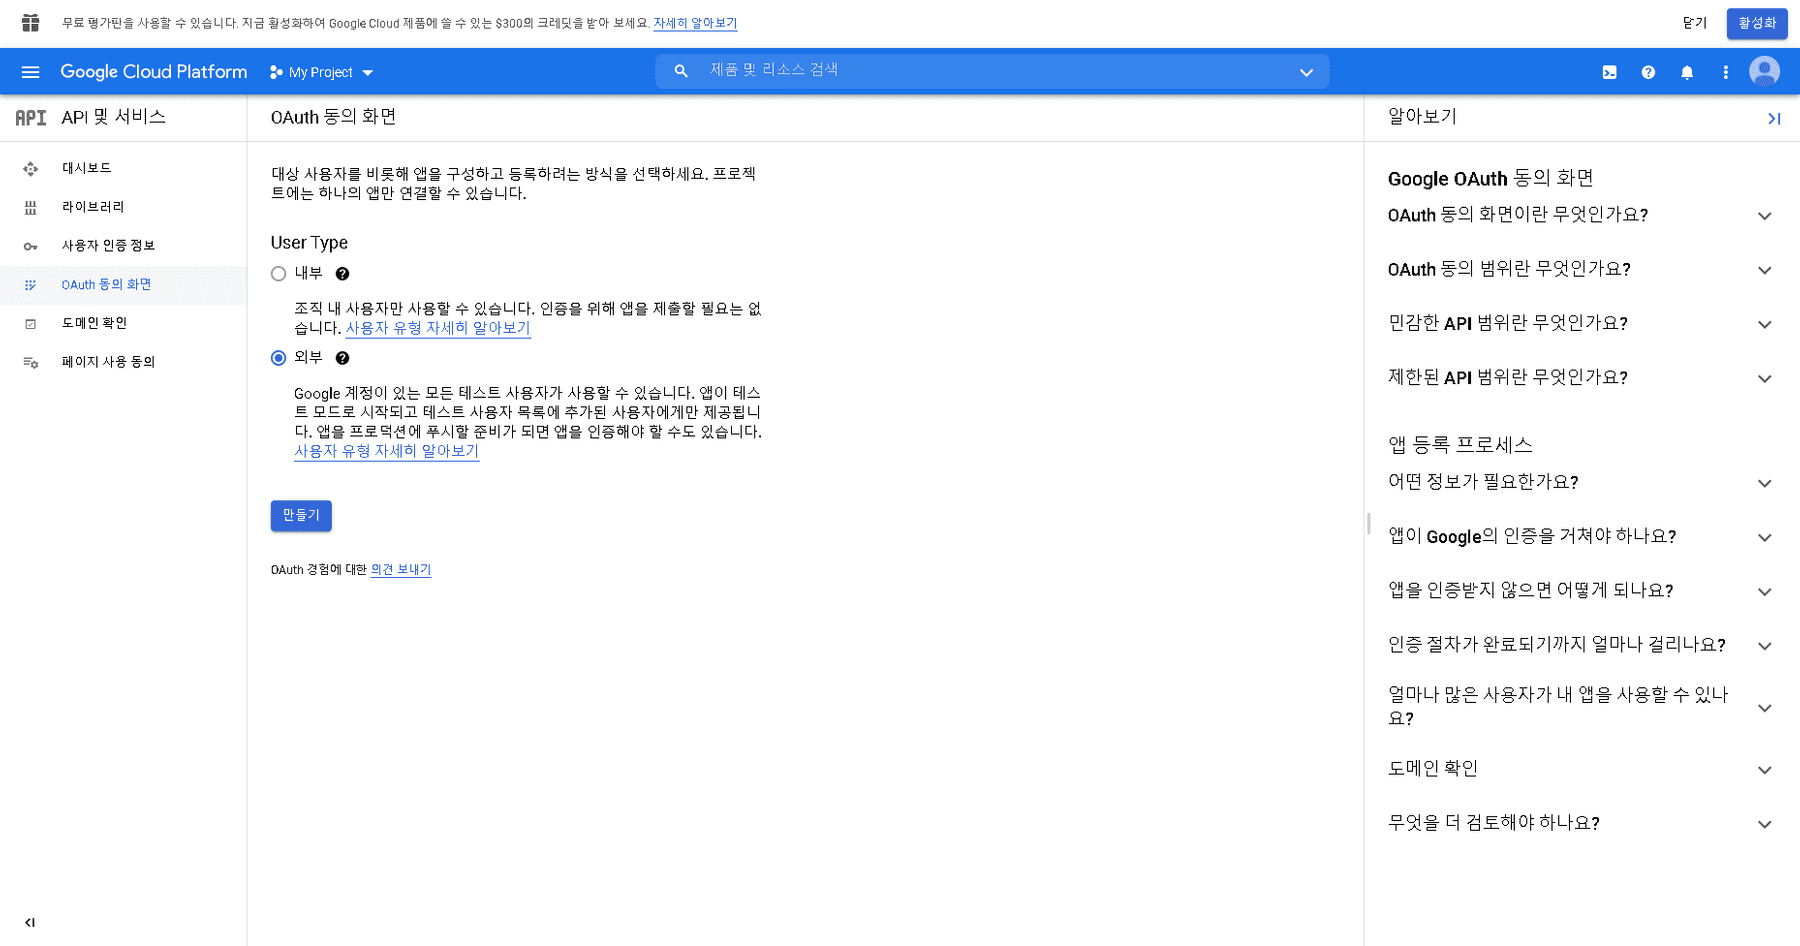 무료 평가판을 사용할 수 있습니다. 지금 활성화하여 Google Cloud 제품에 쓸 수 있는 $300의 크레딧을 받아 보세요. 자세히 알아보기
닫기
활성화
Google Cloud Platform
My Project
제품 및 리소스 검색
API
API 및 서비스
대시보드
라이브러리
사용자 인증 정보
OAuth 동의 화면
도메인 확인
페이지 사용 동의
OAuth 동의 화면
대상 사용자를 비롯해 앱을 구성하고 등록하려는 방식을 선택하세요. 프로젝
트에는 하나의 앱만 연결할 수 있습니다.
User Type
내부
조직 내 사용자만 사용할 수 있습니다. 인증을 위해 앱을 제출할 필요는 없
습니다. 사용자 유형 자세히 알아보기
외부
Google 계정이 있는 모든 테스트 사용자가 사용할 수 있습니다. 앱이 테스
트 모드로 시작되고 테스트 사용자 목록에 추가된 사용자에게만 제공됩니
다. 앱을 프로덕션에 푸시할 준비가 되면 앱을 인증해야 할 수도 있습니다.
사용자 유형 자세히 알아보기
만들기
OAuth 경험에 대한 의견 보내기
알아보기
Google OAuth 동의 화면
OAuth 동의 화면이란 무엇인가요?
OAuth 동의 범위란 무엇인가요?
민감한 API 범위란 무엇인가요?
제한된 API 범위란 무엇인가요?
앱 등록 프로세스
어떤 정보가 필요한가요?
앱이 Google의 인증을 거쳐야 하나요?
앱을 인증받지 않으면 어떻게 되나요?
인증 절차가 완료되기까지 얼마나 걸리나요?
얼마나 많은 사용자가 내 앱을 사용할 수 있나
요?
도메인 확인
무엇을 더 검토해야 하나요?